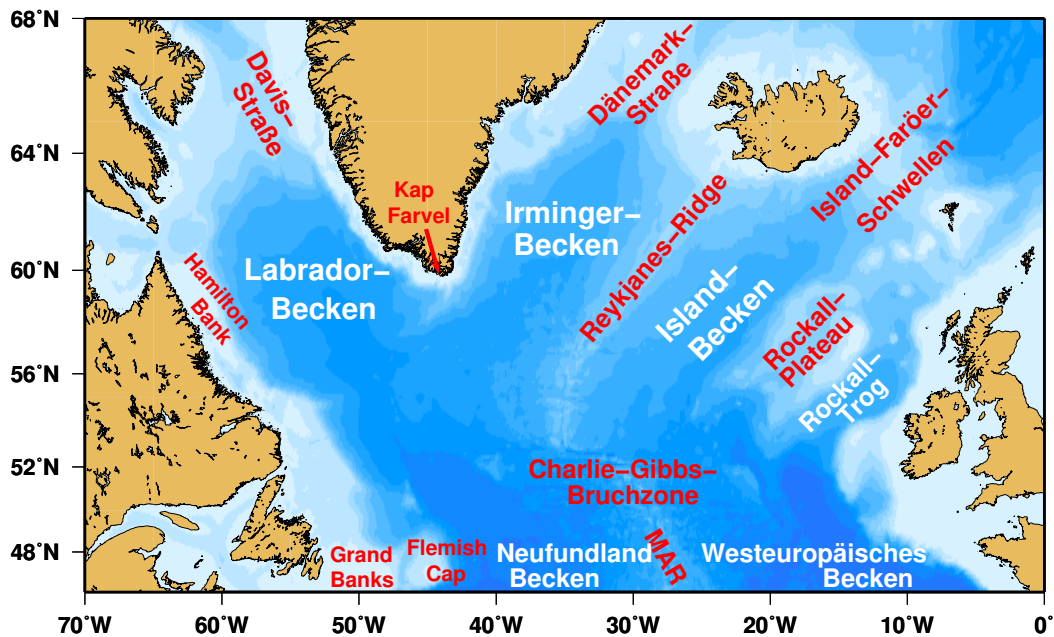 68°N
64°N
60°N
56°N
52°N
48°N
Davis–
Straße
Dänemark–
Straße
Island–Faröer–
Schwellen
Kap
Farvel
Irminger–
Becken
Reykjanes–Ridge
Labrador–
Becken
Hamilton
Bank
Island–
Becken
Rockall–
Plateau
Rockall–
Trog
Charlie–Gibbs–
Bruchzone
Grand
Banks
Flemish
Cap
Neufundland
Becken
MAR
Westeuropäisches
Becken
70°W
60°W
50°W
40°W
30°W
20°W
10°W
0°